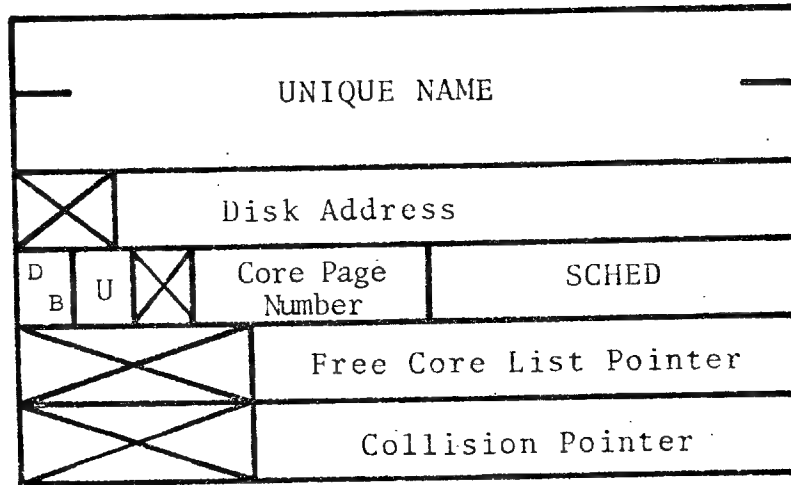 UNIQUE NAME
Disk Address
D
B
U
Core Page
Number
SCHED
Free Core List Pointer
Collision Pointer